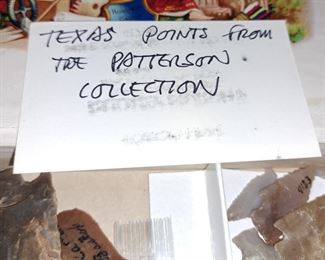 TEXAS POINTS FROM
THE PATTERSON
COLLECTION